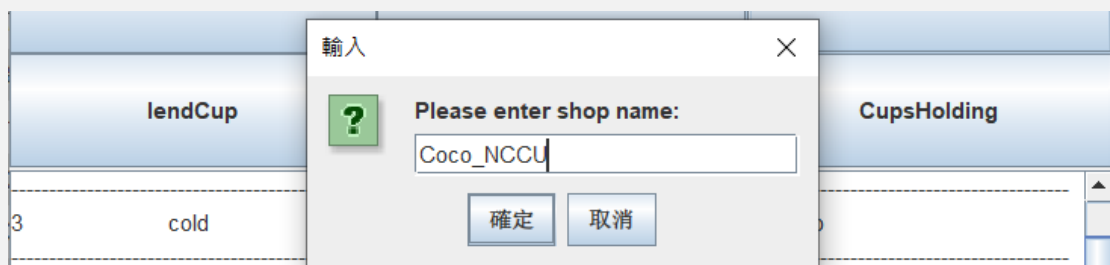 輸入
lendCup
Please enter shop name:
CupsHolding
Coco_NCCU
確定 取消
3 cold